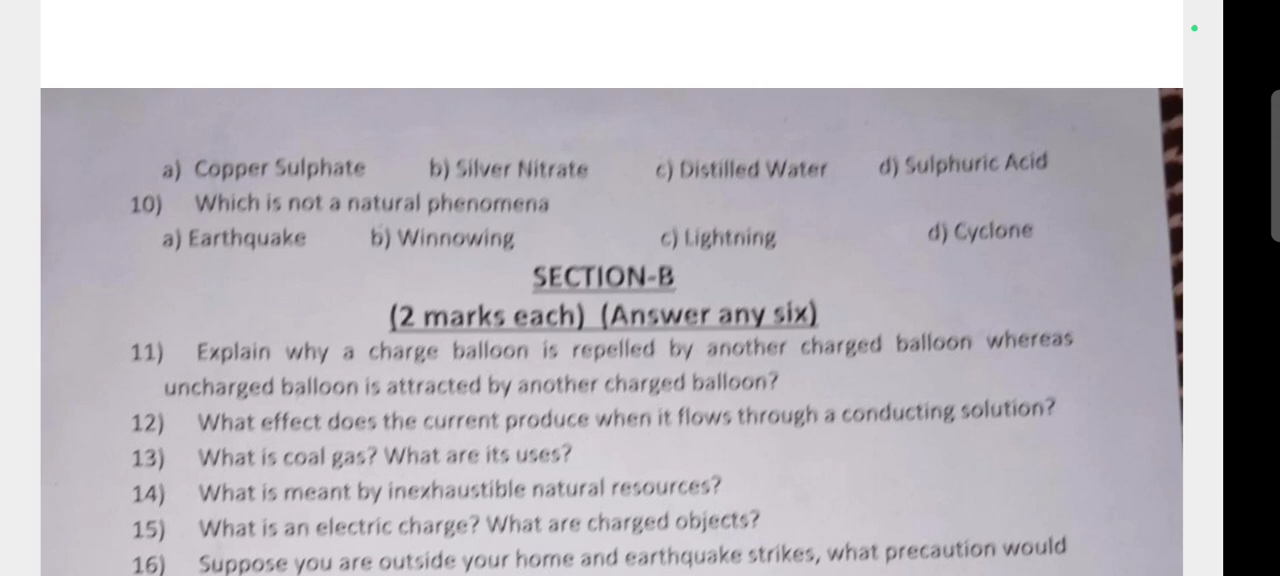 a) Copper Sulphate b) Silver Nitrate c) Distilled Water d) Sulphuric Acid
10) Which is not a natural phenomena
a) Earthquake b) Winnowing c) Lightning d) Cyclone
SECTION-B
(2 marks each) (Answer any six)
11) Explain why a charge balloon is repelled by another charged balloon whereas
uncharged balloon is attracted by another charged balloon?
12) What effect does the current produce when it flows through a conducting solution?
13) What is coal gas? What are its uses?
14) What is meant by inexhaustible natural resources?
15) What is an electric charge? What are charged objects?
16) Suppose you are outside your home and earthquake strikes, what precaution would